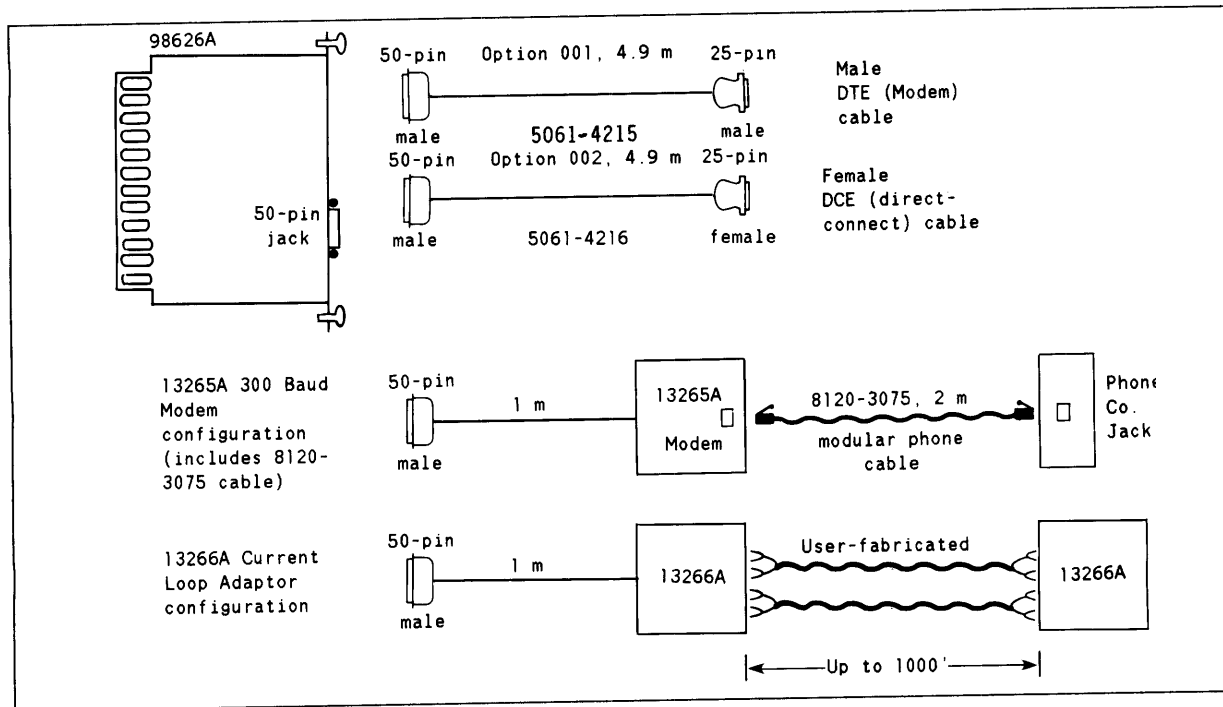 98626A
50-pin
jack
50-pin Option 001, 4.9 m 25-pin
male 5061-4215 male
Male
DTE (Modem)
cable
50-pin Option 002, 4.9 m 25-pin
male 5061-4216 female
Female
DCE (direct-
connect) cable
13265A 300 Baud
Modem
configuration
(includes 8120-
3075 cable)
50-pin
male
1 m
13265A
Modem
8120-3075, 2 m
modular phone
cable
Phone
Co.
Jack
13266A Current
Loop Adaptor
configuration
50-pin
male
1 m
13266A
User-fabricated
13266A
Up to 1000'